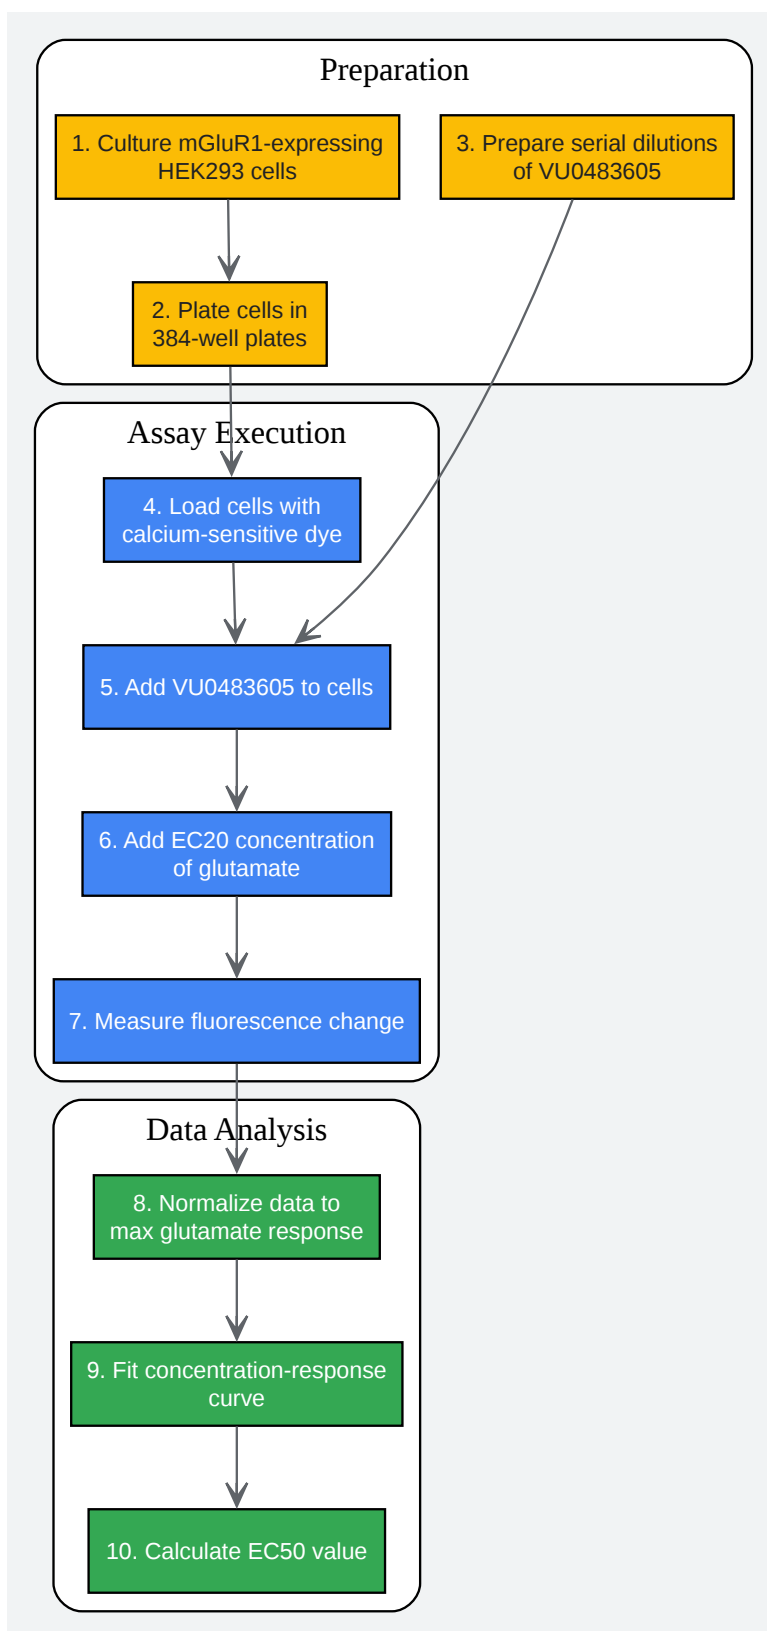 Preparation
1. Culture mGluR1-expressing
HEK293 cells
3. Prepare serial dilutions
of VU0483605
2. Plate cells in
384-well plates
Assay Execution
4. Load cells with
calcium-sensitive dye
5. Add VU0483605 to cells
6. Add EC20 concentration
of glutamate
7. Measure fluorescence change
Data Analysis
8. Normalize data to
max glutamate response
9. Fit concentration-response
curve
10. Calculate EC50 value